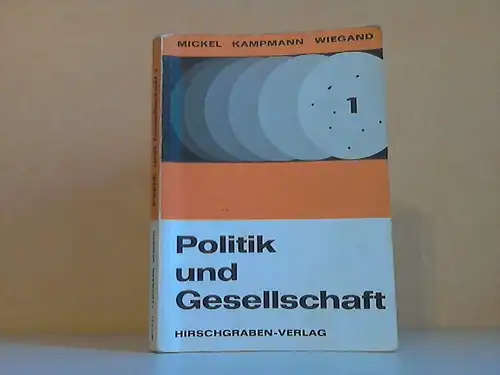 MICKEL KAMPMANN WIEGAND
1
Politik
und
Gesellschaft
HIRSCHGRABEN-VERLAG